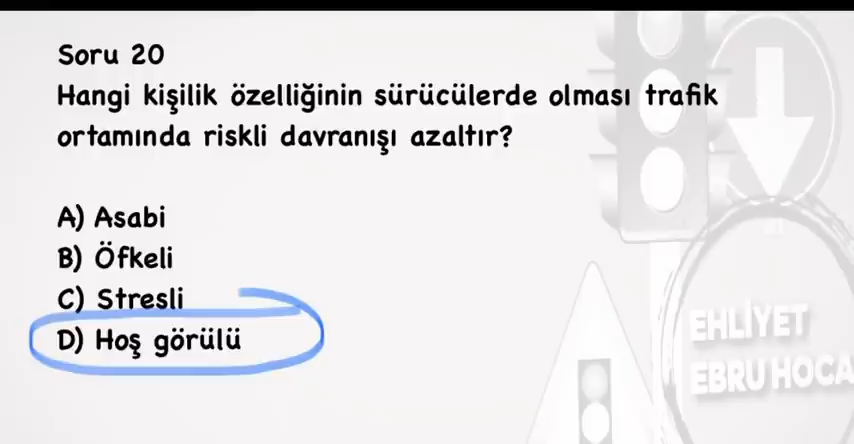 Soru 20
Hangi kişilik özelliğinin sürücülerde olması trafik
ortamında riskli davranışı azaltır?
A) Asabi
B) Öfkeli
C) Stresli
D) Hoş görülü
EHLİYET
EBRU HOCA